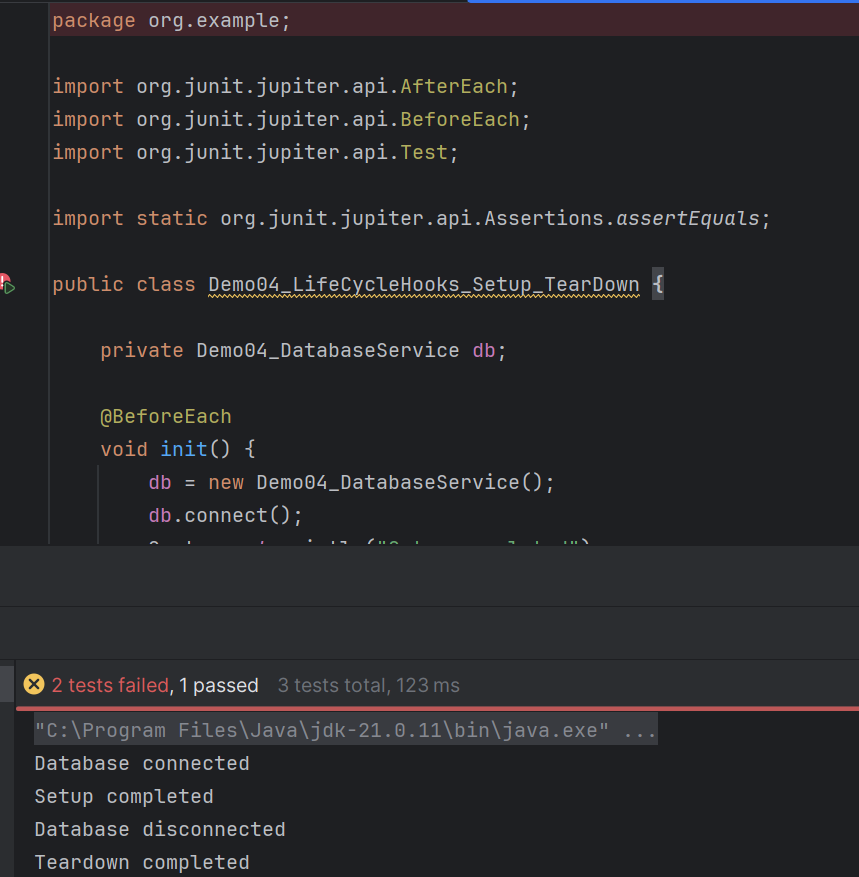 package org.example;
import org.junit.jupiter.api.AfterEach;
import org.junit.jupiter.api.BeforeEach;
import org.junit.jupiter.api.Test;
import static org.junit.jupiter.api.Assertions.assertEquals;
public class Demo04_LifeCycleHooks_Setup_TearDown {
private Demo04_DatabaseService db;
@BeforeEach
void init() {
db = new Demo04_DatabaseService();
db.connect();
2 tests failed, 1 passed 3 tests total, 123 ms
"C:\Program Files\Java\jdk-21.0.11\bin\java.exe" ...
Database connected
Setup completed
Database disconnected
Teardown completed